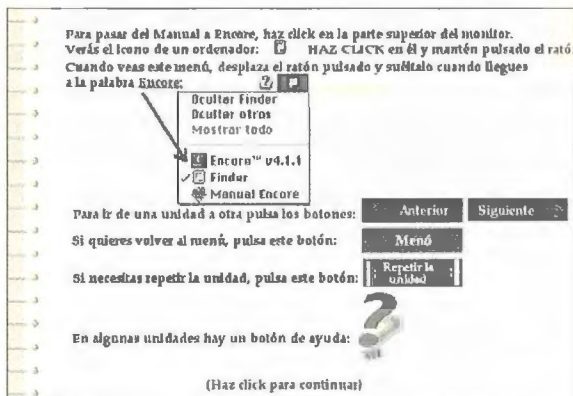 Para pasar del Manual a Encore, haz click en la parte superior del monitor.
Verás el icono de un ordenador: HAZ CLICK en él y mantén pulsado el rató
Cuando veas este menú, desplaza el ratón pulsado y suéltalo cuando llegues
a la palabra Encore:
Ocultar Finder
Ocultar otros
Mostrar todo
Encore™ v4.1.1
✓ Finder
Manual Encore
Para ir de una unidad a otra pulsa los botones: Anterior Siguiente
Si quieres volver al menú, pulsa este botón: Menú
Si necesitas repetir la unidad, pulsa este botón: Repetir la
unidad
En algunas unidades hay un botón de ayuda: ?
(Haz click para continuar)